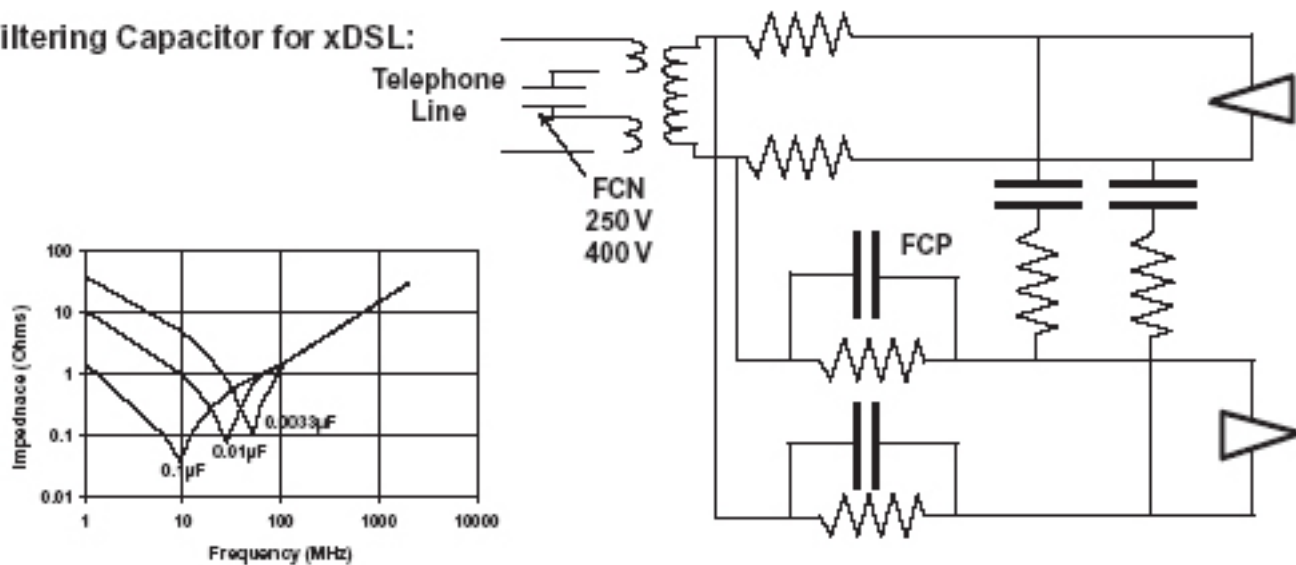 iltering Capacitor for xDSL:
Telephone
Line
FCN
250 V
400 V
FCP
100
10
1
0.1
0.01
Impednace (Ohms)
0.1µF
0.01µF
0.0033µF
1
10
100
1000
10000
Frequency (MHz)